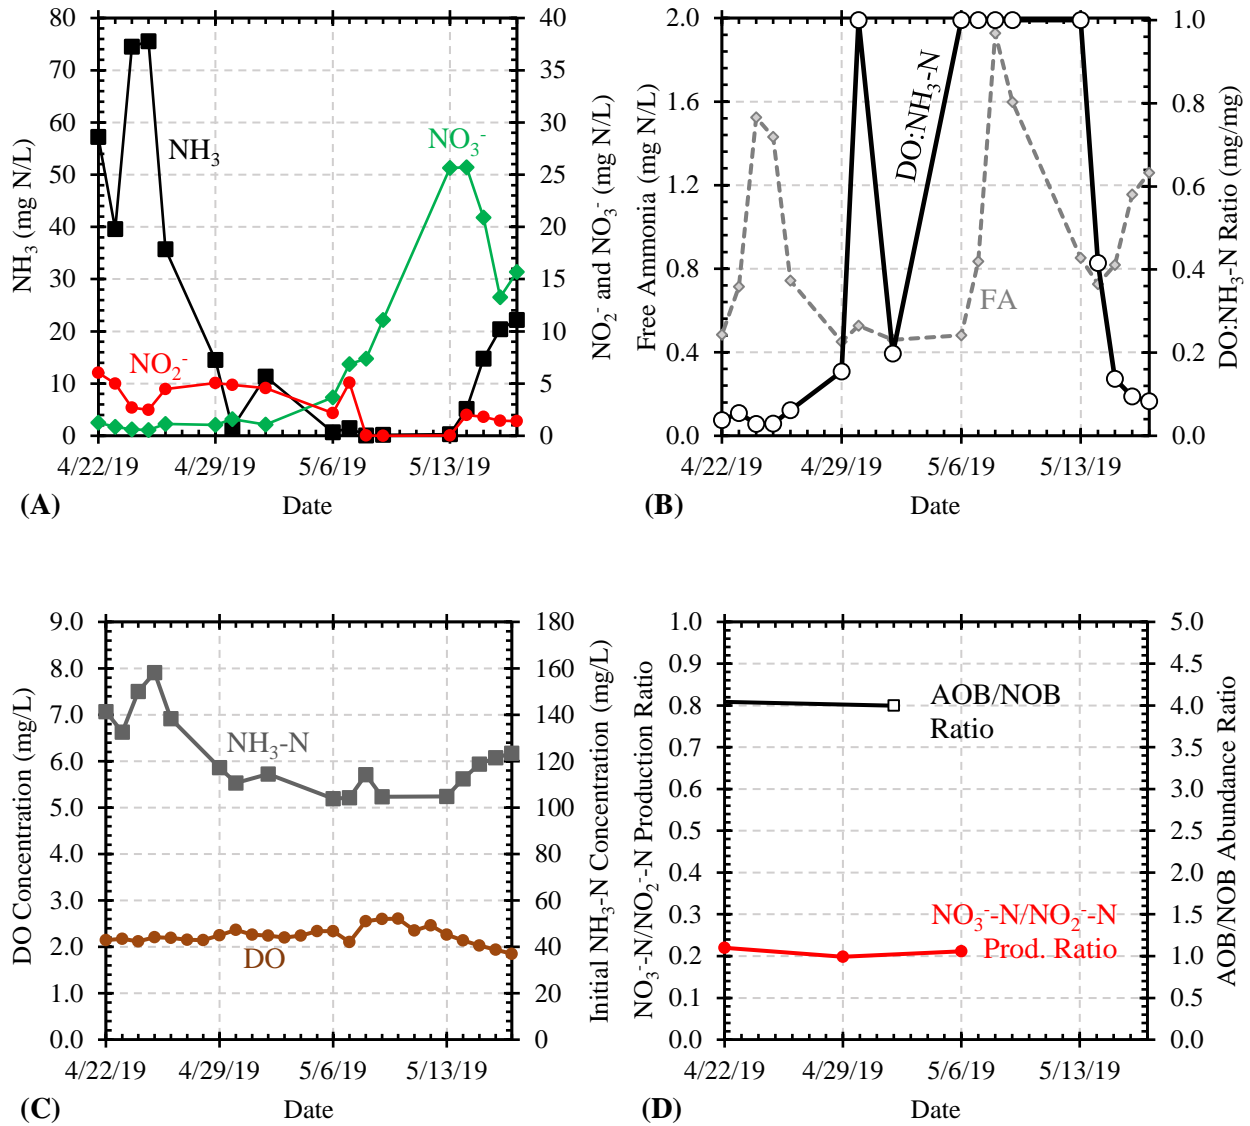 80
70
60
50
40
30
20
10
0
NH₃ (mg N/L)
40
35
30
25
20
15
10
5
0
NO₂⁻ and NO₃⁻ (mg N/L)
NH₃
NO₃⁻
NO₂⁻
4/22/19 4/29/19 5/6/19 5/13/19
Date
(A)
2.0
1.6
1.2
0.8
0.4
0.0
Free Ammonia (mg N/L)
1.0
0.8
0.6
0.4
0.2
0.0
DO:NH₃-N Ratio (mg/mg)
DO:NH₃-N
FA
4/22/19 4/29/19 5/6/19 5/13/19
Date
(B)
9.0
8.0
7.0
6.0
5.0
4.0
3.0
2.0
1.0
0.0
DO Concentration (mg/L)
180
160
140
120
100
80
60
40
20
0
Initial NH₃-N Concentration (mg/L)
NH₃-N
DO
4/22/19 4/29/19 5/6/19 5/13/19
Date
(C)
1.0
0.9
0.8
0.7
0.6
0.5
0.4
0.3
0.2
0.1
0.0
NO₃⁻-N/NO₂⁻-N Production Ratio
5.0
4.5
4.0
3.5
3.0
2.5
2.0
1.5
1.0
0.5
0.0
AOB/NOB Abundance Ratio
AOB/NOB
Ratio
NO₃⁻-N/NO₂⁻-N
Prod. Ratio
4/22/19 4/29/19 5/6/19 5/13/19
Date
(D)